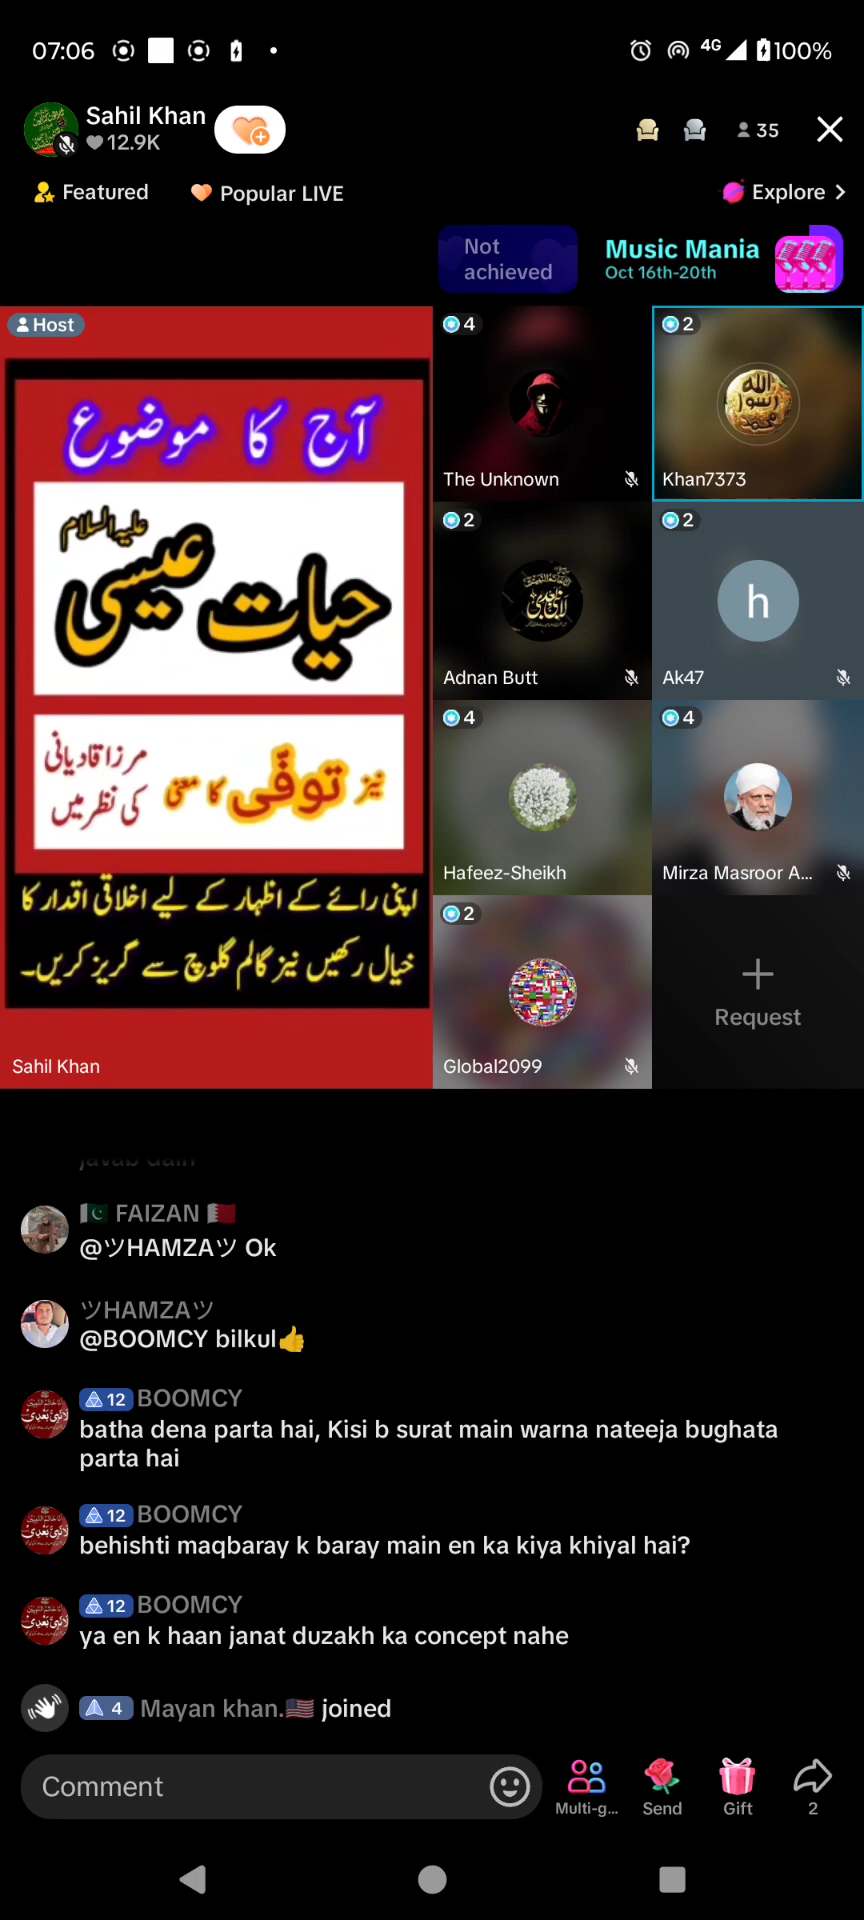 07:06
4G
100%
Sahil Khan
12.9K
35
Featured
Popular LIVE
Explore
Not achieved
Music Mania
Oct 16th-20th
Host
آج کا موضوع
حیات عیسی علیہ السلام
نیز توفّی کا معنی
مرزا قادیانی
کی نظر میں
اپنی رائے کے اظہار کے لیے اخلاقی اقدار کا
خیال رکھیں نیز گالم گلوچ سے گریز کریں۔
Sahil Khan
4
The Unknown
2
الله
رسول
محمد
Khan7373
2
Adnan Butt
2
h
Ak47
4
Hafeez-Sheikh
4
Mirza Masroor A...
2
Global2099
Request
javab dain
FAIZAN
@ツHAMZAツ Ok
ツHAMZAツ
@BOOMCY bilkul👍
12 BOOMCY
batha dena parta hai, Kisi b surat main warna nateeja bughata
parta hai
12 BOOMCY
behishti maqbaray k baray main en ka kiya khiyal hai?
12 BOOMCY
ya en k haan janat duzakh ka concept nahe
4 Mayan khan.🇺🇸 joined
Comment
Multi-g...
Send
Gift
2